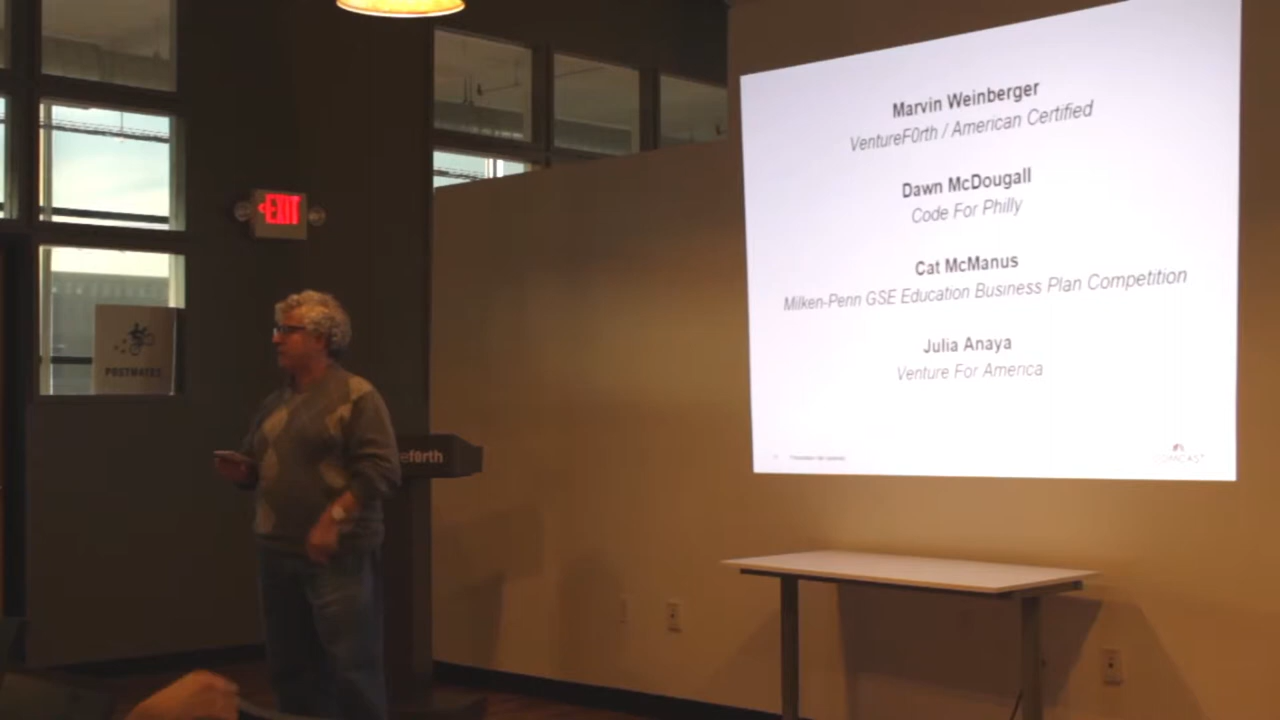 EXIT
POSTMATES
ef0rth
Marvin Weinberger
VentureF0rth / American Certified
Dawn McDougall
Code For Philly
Cat McManus
Milken-Penn GSE Education Business Plan Competition
Julia Anaya
Venture For America
COMCAST